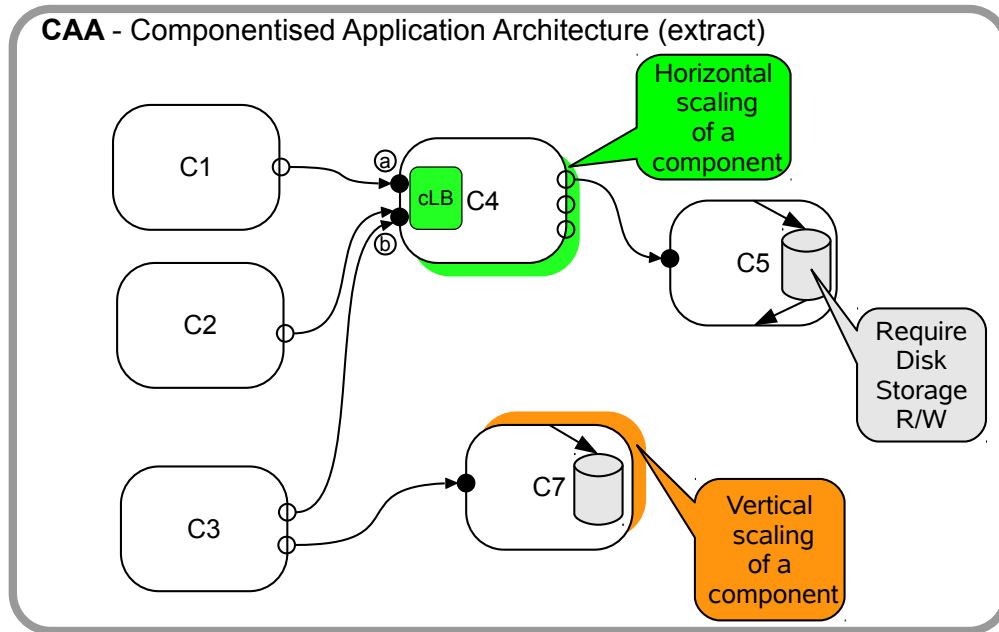 CAA - Componentised Application Architecture (extract)
Horizontal
scaling
of a
component
C1
a
cLB
C4
b
C2
C5
Require
Disk
Storage
R/W
C3
C7
Vertical
scaling
of a
component